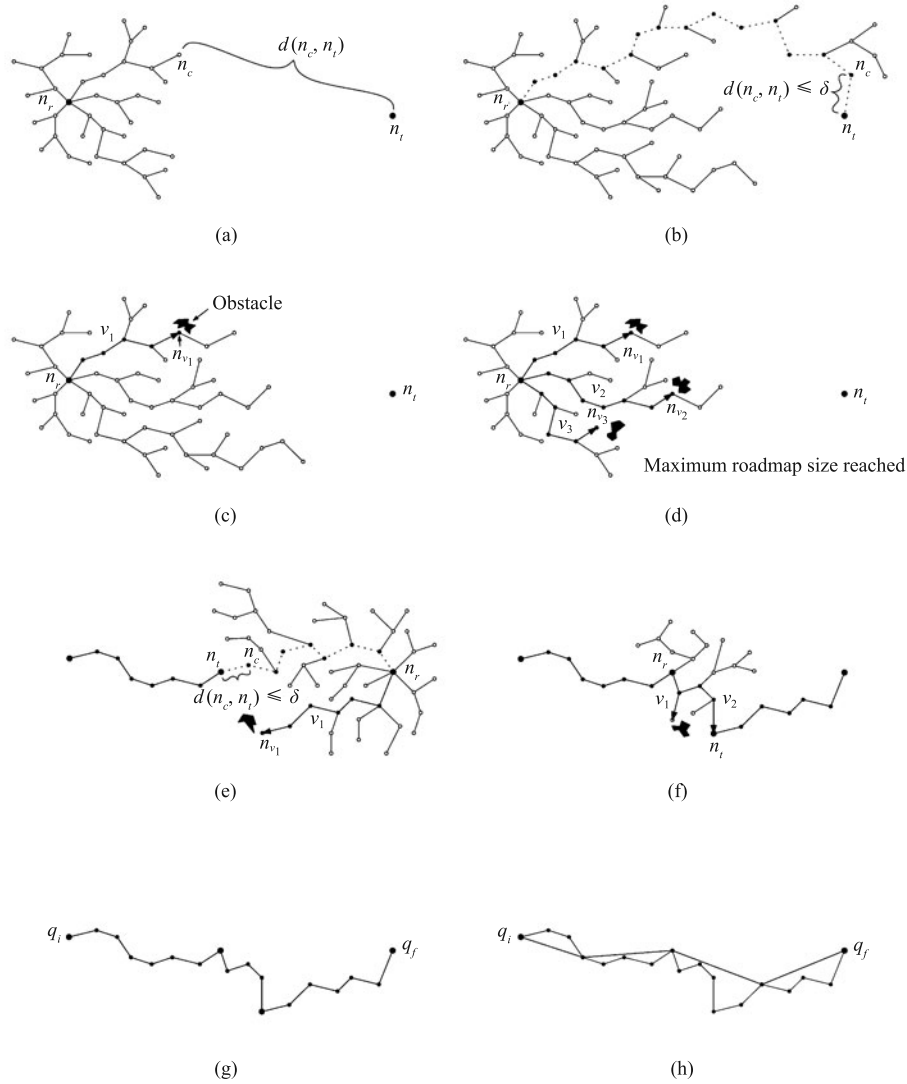 d(n_c, n_t)
n_c
n_r
n_t
(a)
n_c
n_r
d(n_c, n_t) ≤ δ
n_t
(b)
Obstacle
v_1
n_{v_1}
n_r
n_t
(c)
v_1
n_{v_1}
n_r
v_2
n_{v_3}
n_{v_2}
n_t
v_3
Maximum roadmap size reached
(d)
n_t
n_c
n_r
d(n_c, n_t) ≤ δ
v_1
n_{v_1}
(e)
n_r
v_1
v_2
n_t
(f)
q_i
q_f
(g)
q_i
q_f
(h)